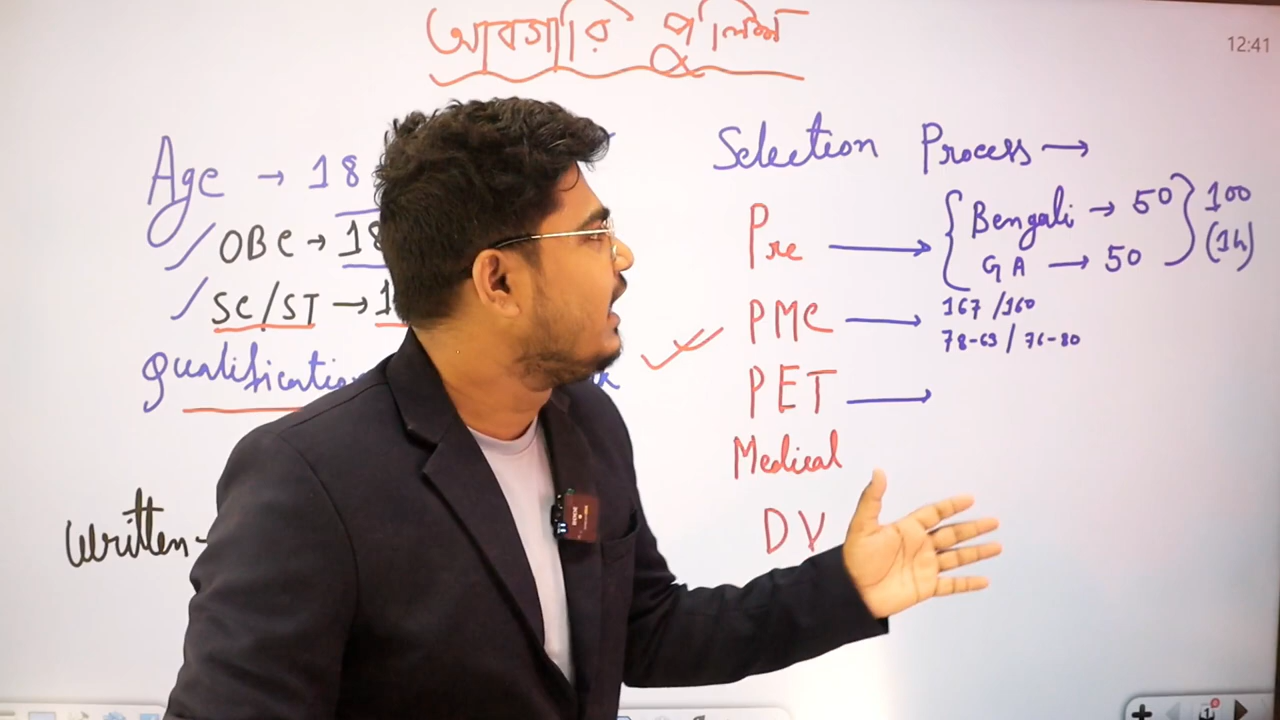 আবগারি পুলিশ
12:41
Age → 18
OBC → 18
SC/ST → 1
Qualification
Written -
Selection Process →
Pre → { Bengali → 50 } 100
GA → 50 (1h)
PMC → 167 /160
78-63 / 76-80
PET →
Medical
DV